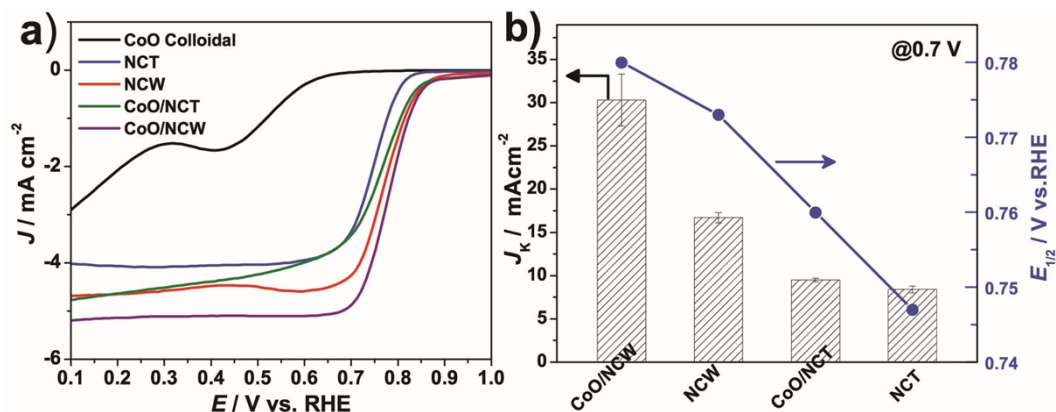 a)
CoO Colloidal
NCT
NCW
CoO/NCT
CoO/NCW
J / mA cm⁻²
0
-2
-4
-6
0.1 0.2 0.3 0.4 0.5 0.6 0.7 0.8 0.9 1.0
E / V vs. RHE
b)
@0.7 V
J_K / mAcm⁻²
35
30
25
20
15
10
5
0
CoO/NCW
NCW
CoO/NCT
NCT
0.78
0.77
0.76
0.75
0.74
E_1/2 / V vs.RHE